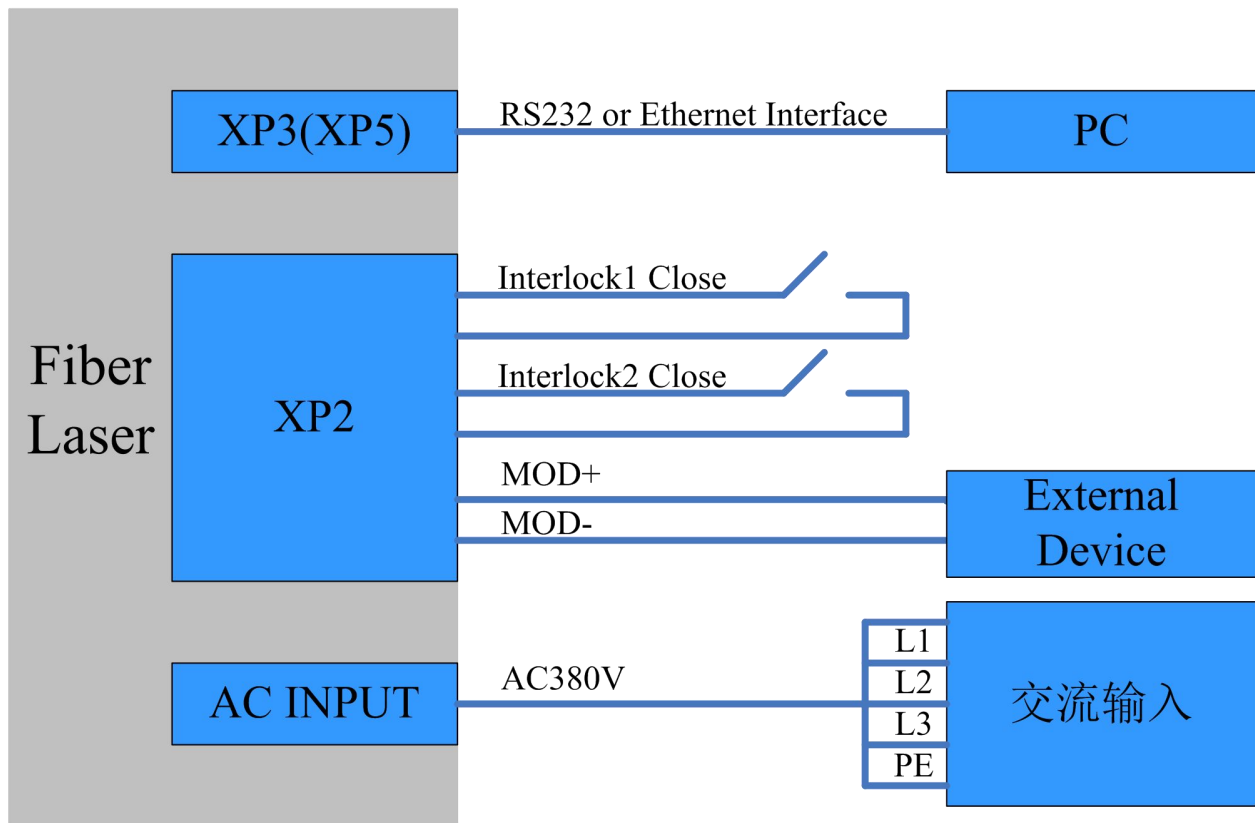 XP3(XP5)
RS232 or Ethernet Interface
PC
Fiber
Laser
XP2
Interlock1 Close
Interlock2 Close
MOD+
MOD-
External
Device
AC INPUT
AC380V
L1
L2
L3
PE
交流输入